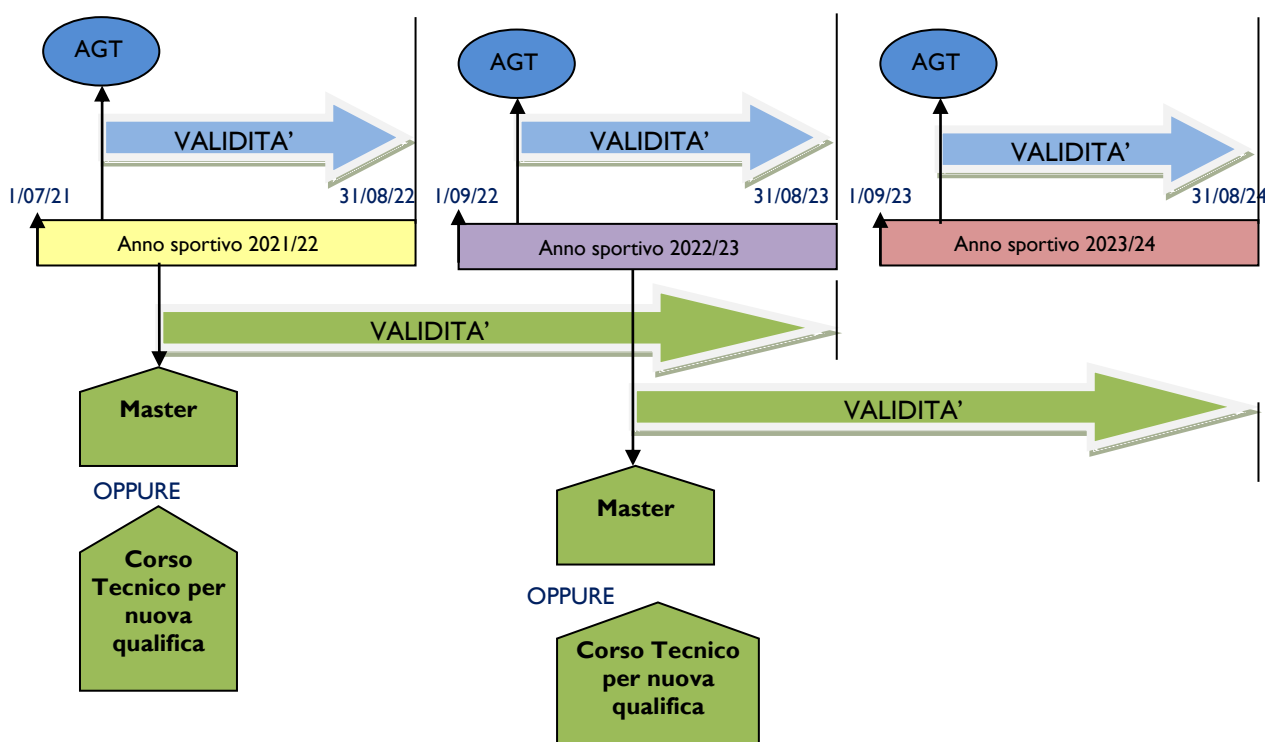 AGT
AGT
AGT
VALIDITA’
VALIDITA’
VALIDITA’
1/07/21
31/08/22
1/09/22
31/08/23
1/09/23
31/08/24
Anno sportivo 2021/22
Anno sportivo 2022/23
Anno sportivo 2023/24
VALIDITA’
VALIDITA’
Master
OPPURE
Corso
Tecnico per
nuova
qualifica
Master
OPPURE
Corso Tecnico
per nuova
qualifica